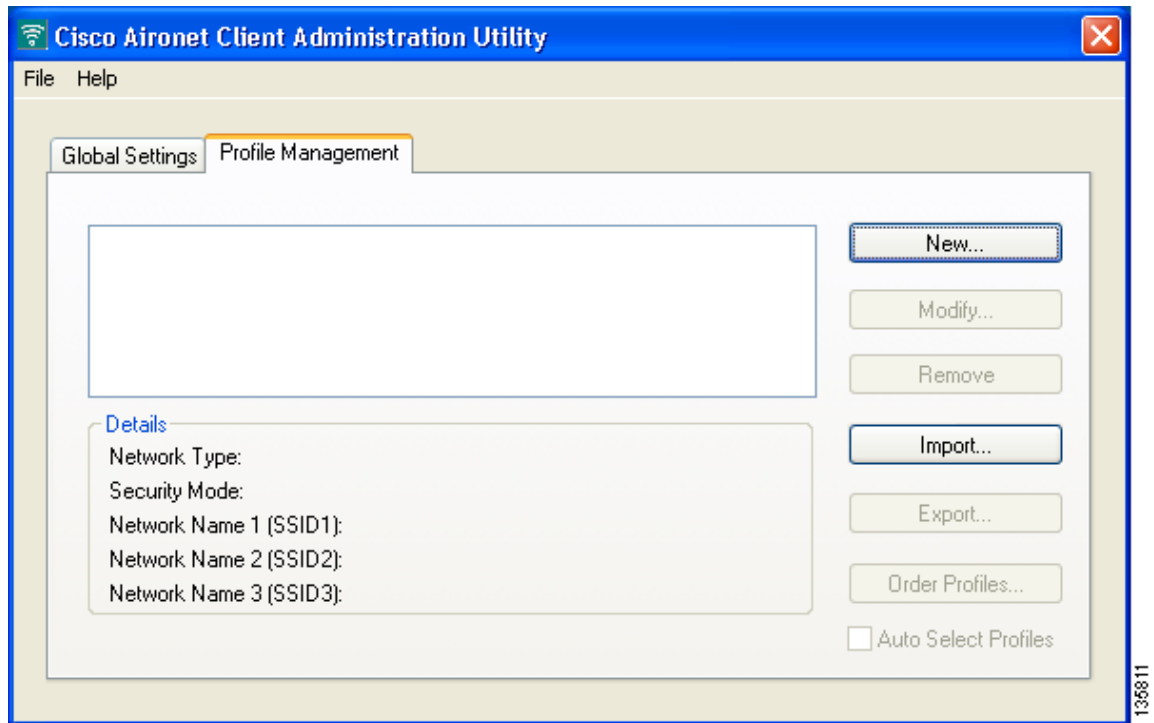 Cisco Aironet Client Administration Utility
File Help
Global Settings Profile Management
New...
Modify...
Remove
Details
Network Type:
Security Mode:
Network Name 1 (SSID1):
Network Name 2 (SSID2):
Network Name 3 (SSID3):
Import...
Export...
Order Profiles...
Auto Select Profiles
135811